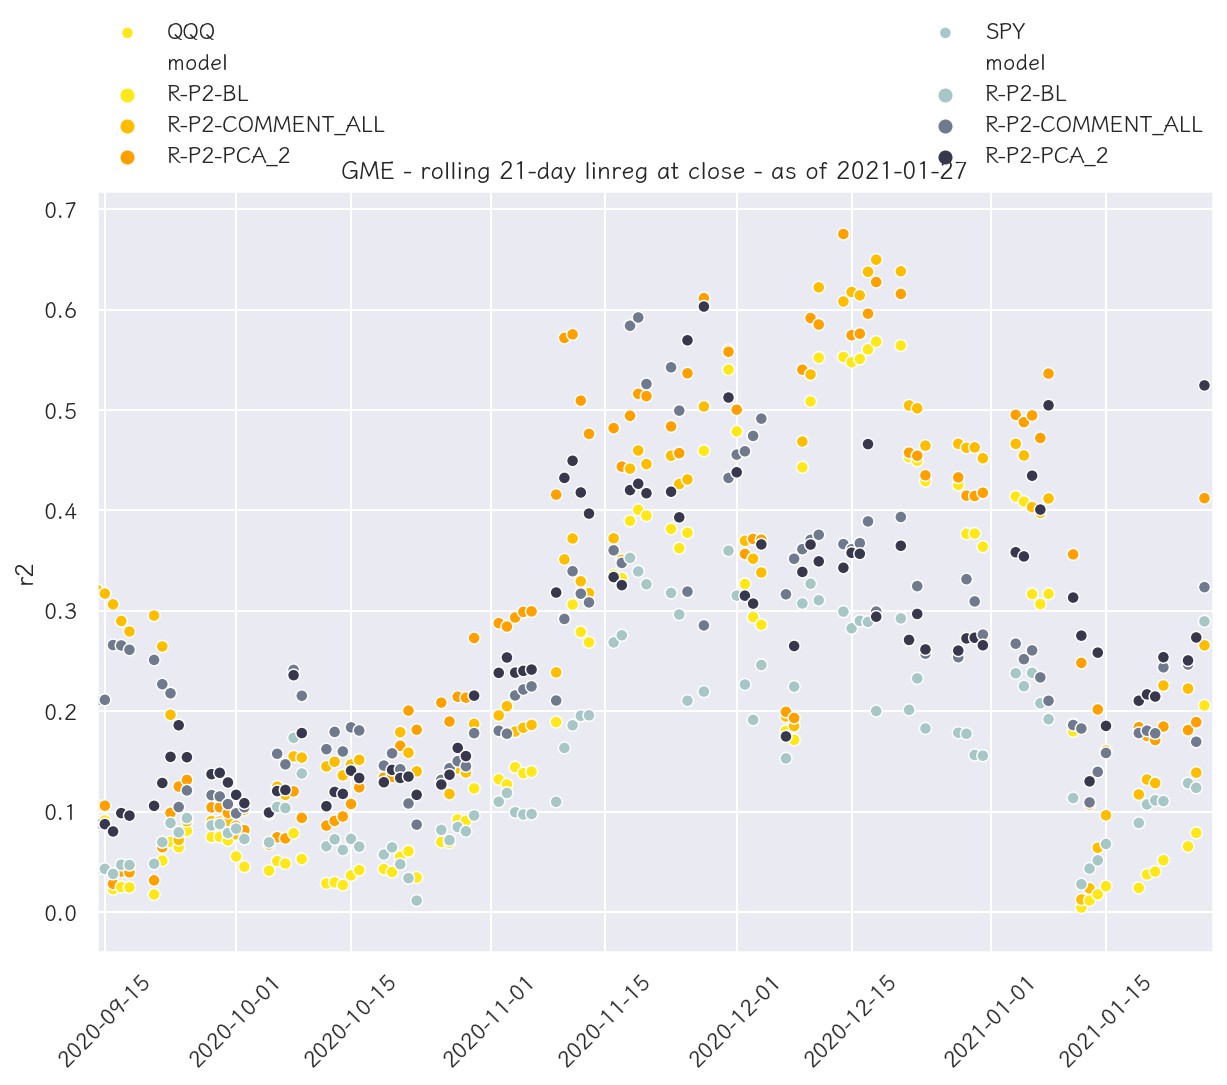 QQQ
model
R-P2-BL
R-P2-COMMENT_ALL
R-P2-PCA_2
SPY
model
R-P2-BL
R-P2-COMMENT_ALL
R-P2-PCA_2
GME - rolling 21-day linreg at close - as of 2021-01-27
0.7
0.6
0.5
0.4
0.3
0.2
0.1
0.0
r2
2020-09-15
2020-10-01
2020-10-15
2020-11-01
2020-11-15
2020-12-01
2020-12-15
2021-01-01
2021-01-15